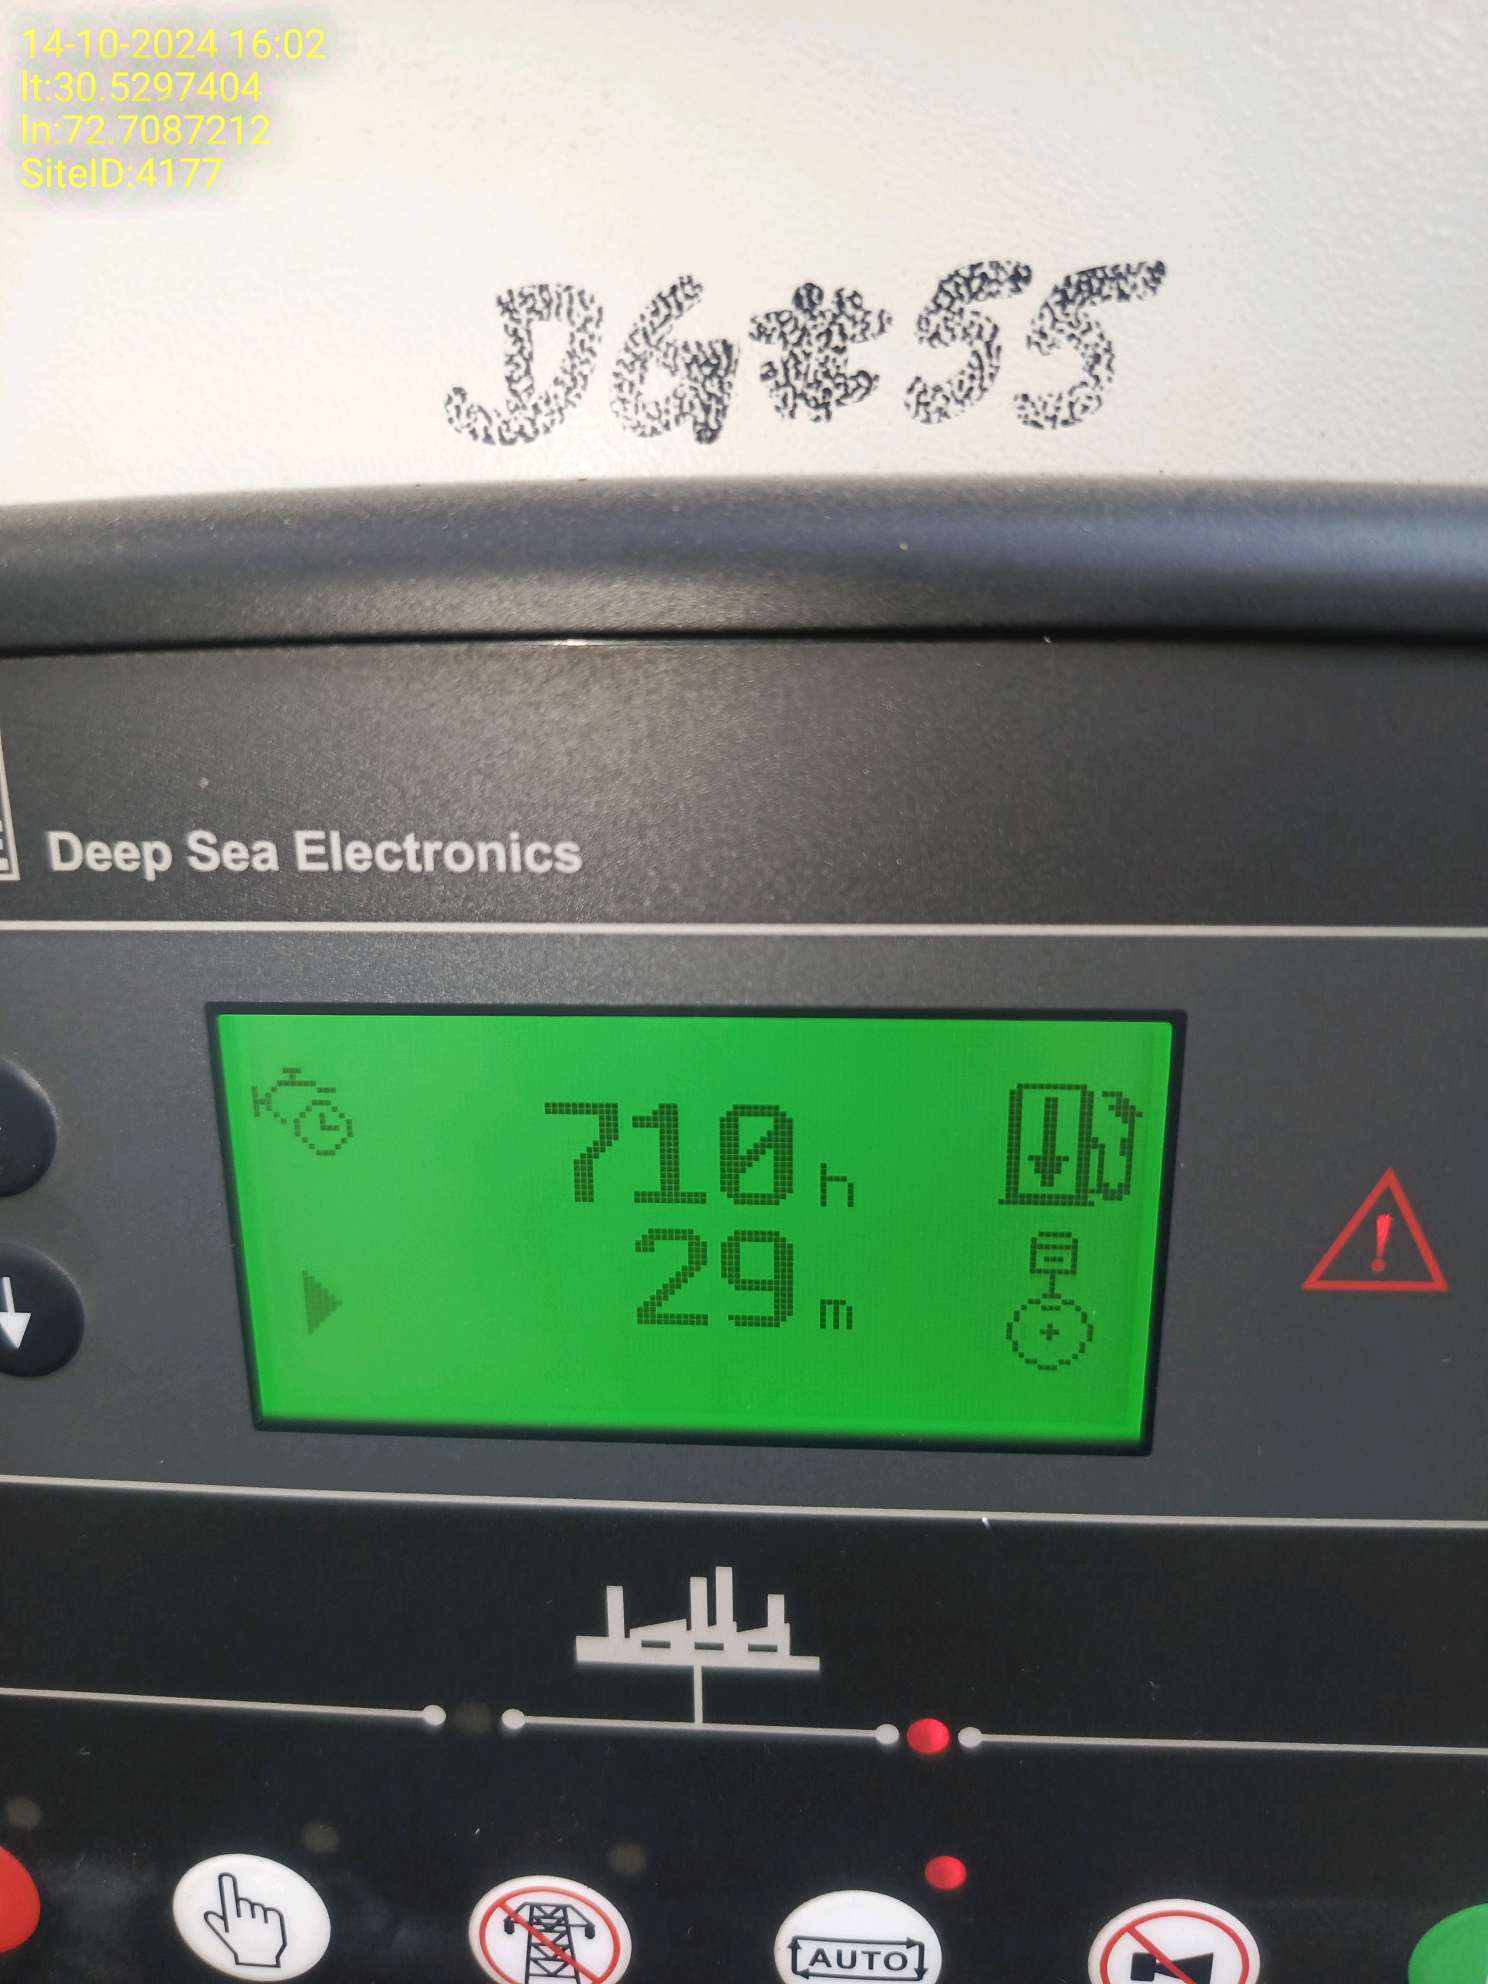 14-10-2024 16:02
lt:30.5297404
ln:72.7087212
SiteID:4177
DG#55
Deep Sea Electronics
710 h
29 m
AUTO